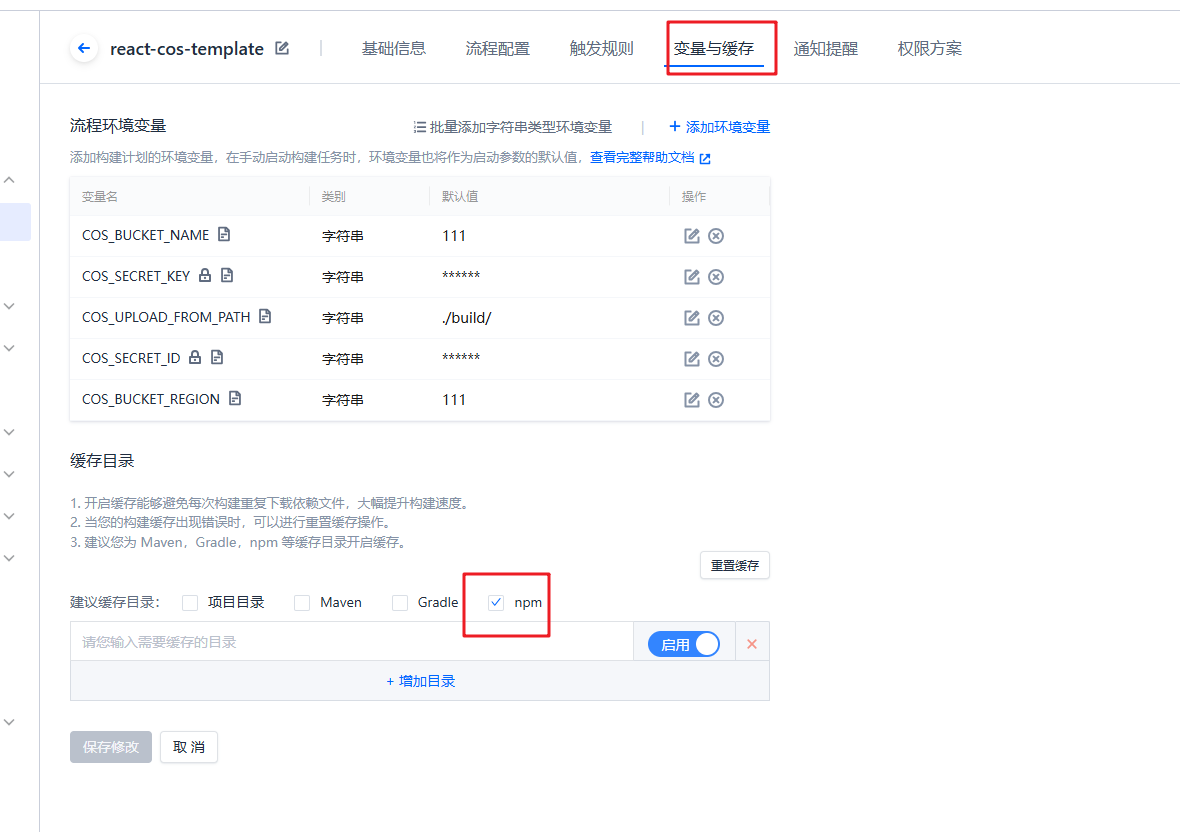 react-cos-template 基础信息 流程配置 触发规则 变量与缓存 通知提醒 权限方案
流程环境变量 批量添加字符串类型环境变量 + 添加环境变量
添加构建计划的环境变量，在手动启动构建任务时，环境变量也将作为启动参数的默认值，查看完整帮助文档
变量名 类别 默认值 操作
COS_BUCKET_NAME 字符串 111
COS_SECRET_KEY 字符串 ******
COS_UPLOAD_FROM_PATH 字符串 ./build/
COS_SECRET_ID 字符串 ******
COS_BUCKET_REGION 字符串 111
缓存目录
1. 开启缓存能够避免每次构建重复下载依赖文件，大幅提升构建速度。
2. 当您的构建缓存出现错误时，可以进行重置缓存操作。
3. 建议您为 Maven，Gradle，npm 等缓存目录开启缓存。
重置缓存
建议缓存目录： 项目目录 Maven Gradle npm
请您输入需要缓存的目录 启用
+ 增加目录
保存修改 取 消